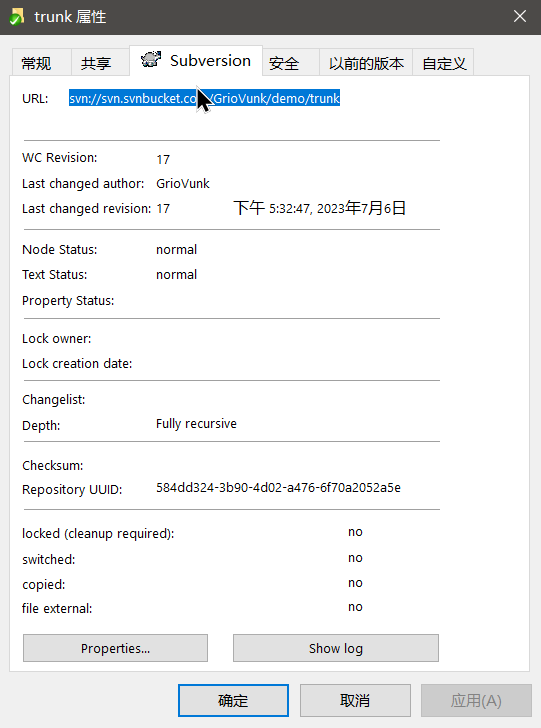 trunk 属性
常规 共享 Subversion 安全 以前的版本 自定义
URL: svn://svn.svnbucket.co /GrioVunk/demo/trunk
WC Revision: 17
Last changed author: GrioVunk
Last changed revision: 17 下午 5:32:47, 2023年7月6日
Node Status: normal
Text Status: normal
Property Status:
Lock owner:
Lock creation date:
Changelist:
Depth: Fully recursive
Checksum:
Repository UUID: 584dd324-3b90-4d02-a476-6f70a2052a5e
locked (cleanup required): no
switched: no
copied: no
file external: no
Properties... Show log
确定 取消 应用(A)